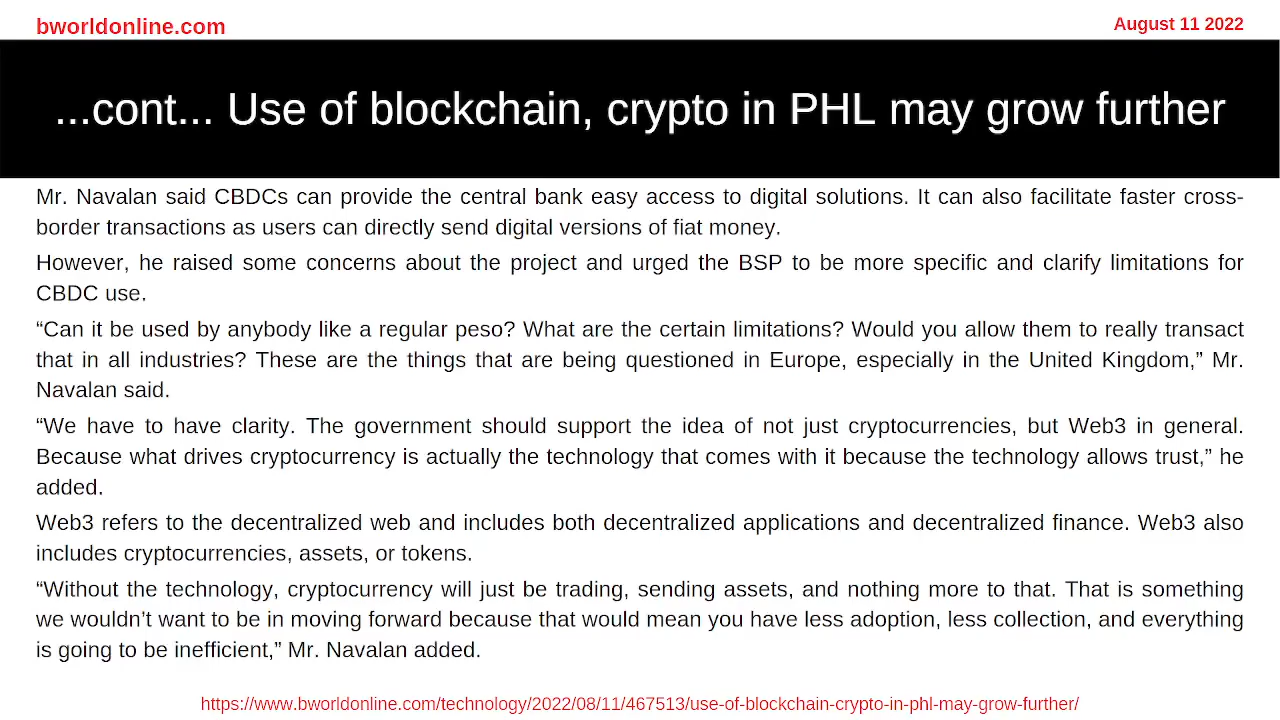 bworldonline.com
August 11 2022
...cont... Use of blockchain, crypto in PHL may grow further
Mr. Navalan said CBDCs can provide the central bank easy access to digital solutions. It can also facilitate faster cross-
border transactions as users can directly send digital versions of fiat money.
However, he raised some concerns about the project and urged the BSP to be more specific and clarify limitations for
CBDC use.
“Can it be used by anybody like a regular peso? What are the certain limitations? Would you allow them to really transact
that in all industries? These are the things that are being questioned in Europe, especially in the United Kingdom,” Mr.
Navalan said.
“We have to have clarity. The government should support the idea of not just cryptocurrencies, but Web3 in general.
Because what drives cryptocurrency is actually the technology that comes with it because the technology allows trust,” he
added.
Web3 refers to the decentralized web and includes both decentralized applications and decentralized finance. Web3 also
includes cryptocurrencies, assets, or tokens.
“Without the technology, cryptocurrency will just be trading, sending assets, and nothing more to that. That is something
we wouldn’t want to be in moving forward because that would mean you have less adoption, less collection, and everything
is going to be inefficient,” Mr. Navalan added.
https://www.bworldonline.com/technology/2022/08/11/467513/use-of-blockchain-crypto-in-phl-may-grow-further/